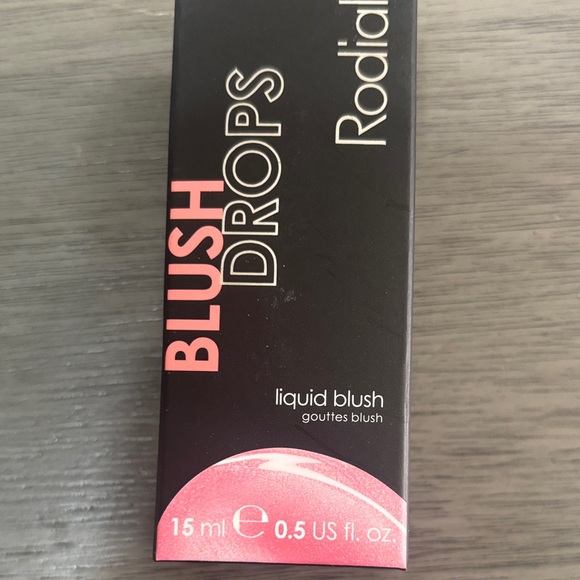 Rodial
BLUSH
DROPS
liquid blush
gouttes blush
15 ml ℮ 0.5 US fl. oz.